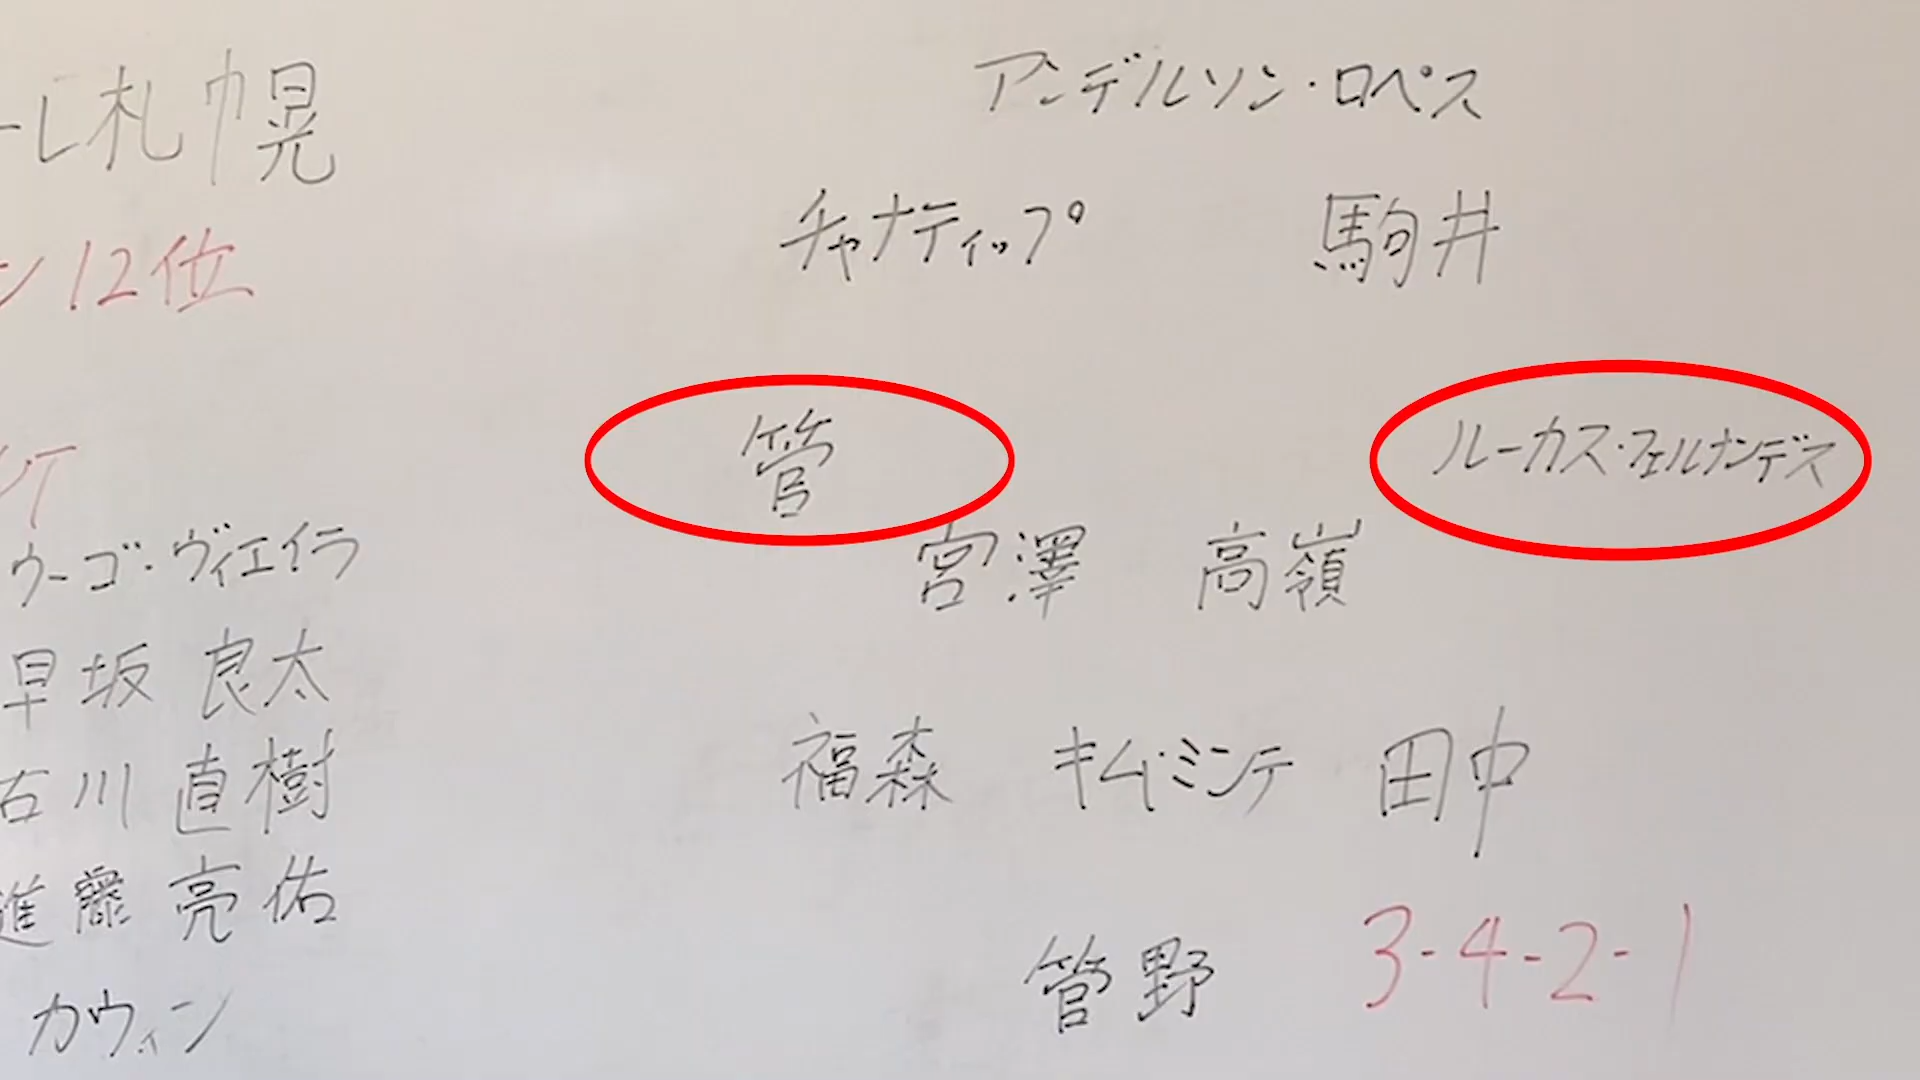 ーレ札幌
ン12位
OUT
ウーゴ・ヴィエイラ
早坂 良太
石川 直樹
進藤 亮佑
カウィン
アンデルソン・ロペス
チャナティップ 駒井
管 ルーカス・フェルナンデス
宮澤 高嶺
福森 キム・ミンテ 田中
管野 3-4-2-1